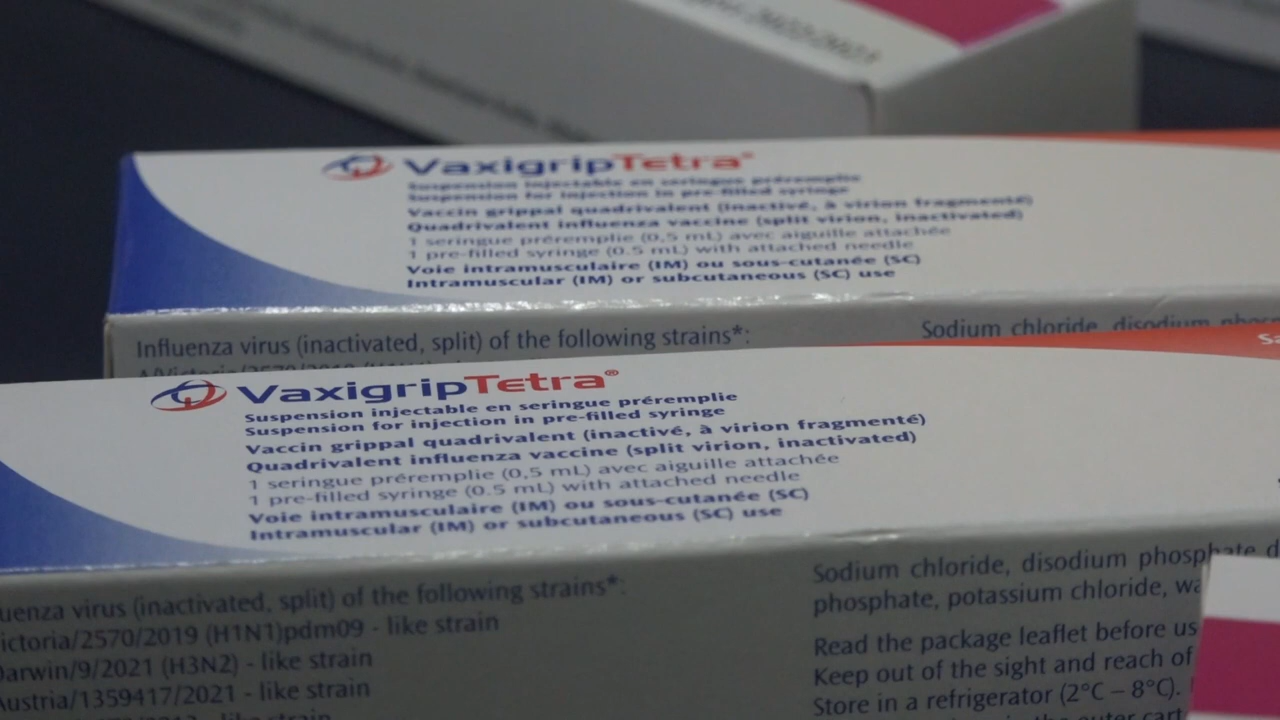 2022/2023
VaxigripTetra®
Suspension injectable en seringue préremplie
Suspension for injection in pre-filled syringe
Vaccin grippal quadrivalent (inactivé, à virion fragmenté)
Quadrivalent influenza vaccine (split virion, inactivated)
1 seringue préremplie (0,5 mL) avec aiguille attachée
1 pre-filled syringe (0.5 mL) with attached needle
Voie intramusculaire (IM) ou sous-cutanée (SC)
Intramuscular (IM) or subcutaneous (SC) use
Influenza virus (inactivated, split) of the following strains*:
Sodium chloride, disodium phosp
VaxigripTetra®
Sa
Suspension injectable en seringue préremplie
Suspension for injection in pre-filled syringe
Vaccin grippal quadrivalent (inactivé, à virion fragmenté)
Quadrivalent influenza vaccine (split virion, inactivated)
1 seringue préremplie (0,5 mL) avec aiguille attachée
1 pre-filled syringe (0.5 mL) with attached needle
Voie intramusculaire (IM) ou sous-cutanée (SC)
Intramuscular (IM) or subcutaneous (SC) use
uenza virus (inactivated, split) of the following strains*:
ictoria/2570/2019 (H1N1)pdm09 - like strain
Darwin/9/2021 (H3N2) - like strain
Austria/1359417/2021 - like strain
like strain
Sodium chloride, disodium phosphate d
phosphate, potassium chloride, wa
Read the package leaflet before us
Keep out of the sight and reach of
Store in a refrigerator (2°C – 8°C).
the outer cart